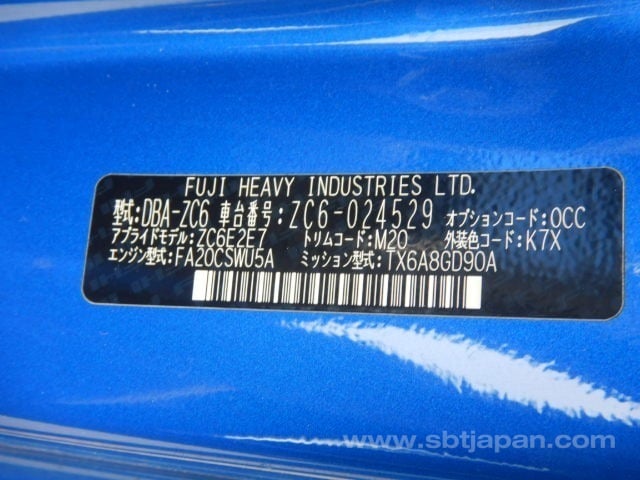 FUJI HEAVY INDUSTRIES LTD.
型式:DBA-ZC6 車台番号:ZC6-024529 オプションコード:OCC
アプライドモデル:ZC6E2E7 トリムコード:M20 外装色コード:K7X
エンジン型式:FA20CSWU5A ミッション型式:TX6A8GD90A
www.sbtjapan.com